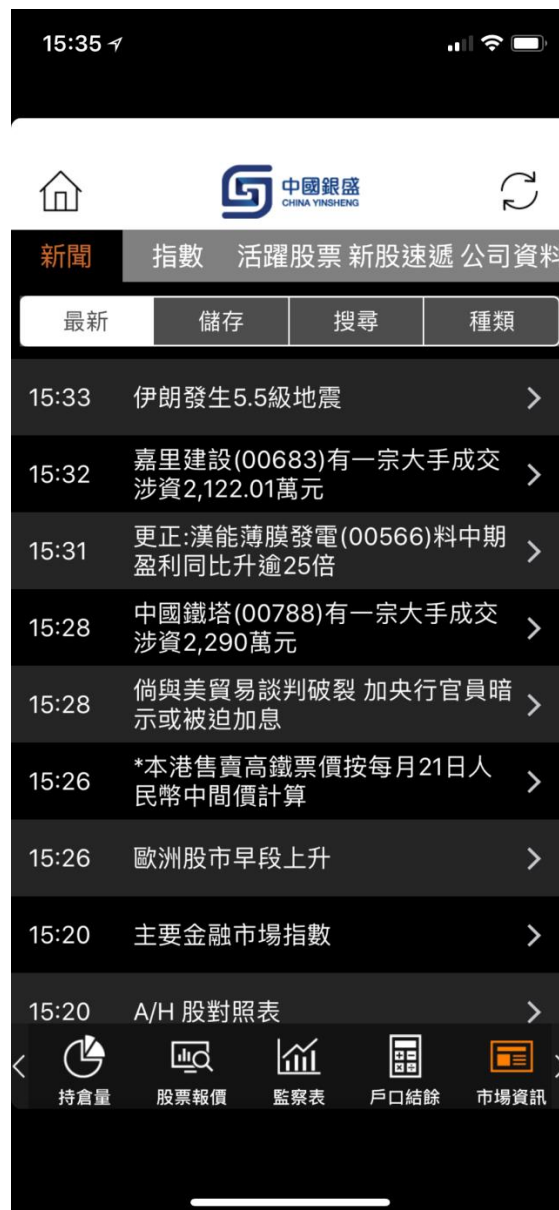 15:35
中國銀盛
CHINA YINSHENG
新聞 指數 活躍股票 新股速遞 公司資料
最新 儲存 搜尋 種類
15:33 伊朗發生5.5級地震
15:32 嘉里建設(00683)有一宗大手成交
涉資2,122.01萬元
15:31 更正:漢能薄膜發電(00566)料中期
盈利同比升逾25倍
15:28 中國鐵塔(00788)有一宗大手成交
涉資2,290萬元
15:28 倘與美貿易談判破裂 加央行官員暗
示或被迫加息
15:26 *本港售賣高鐵票價按每月21日人
民幣中間價計算
15:26 歐洲股市早段上升
15:20 主要金融市場指數
15:20 A/H 股對照表
持倉量 股票報價 監察表 戶口結餘 市場資訊